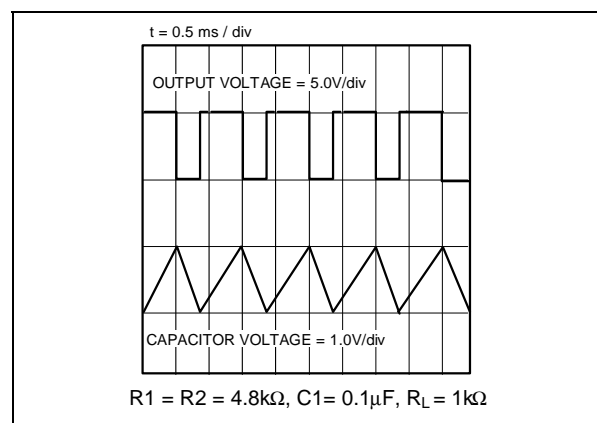 t = 0.5 ms / div
OUTPUT VOLTAGE = 5.0V/div
CAPACITOR VOLTAGE = 1.0V/div
R1 = R2 = 4.8kΩ, C1= 0.1μF, RL = 1kΩ